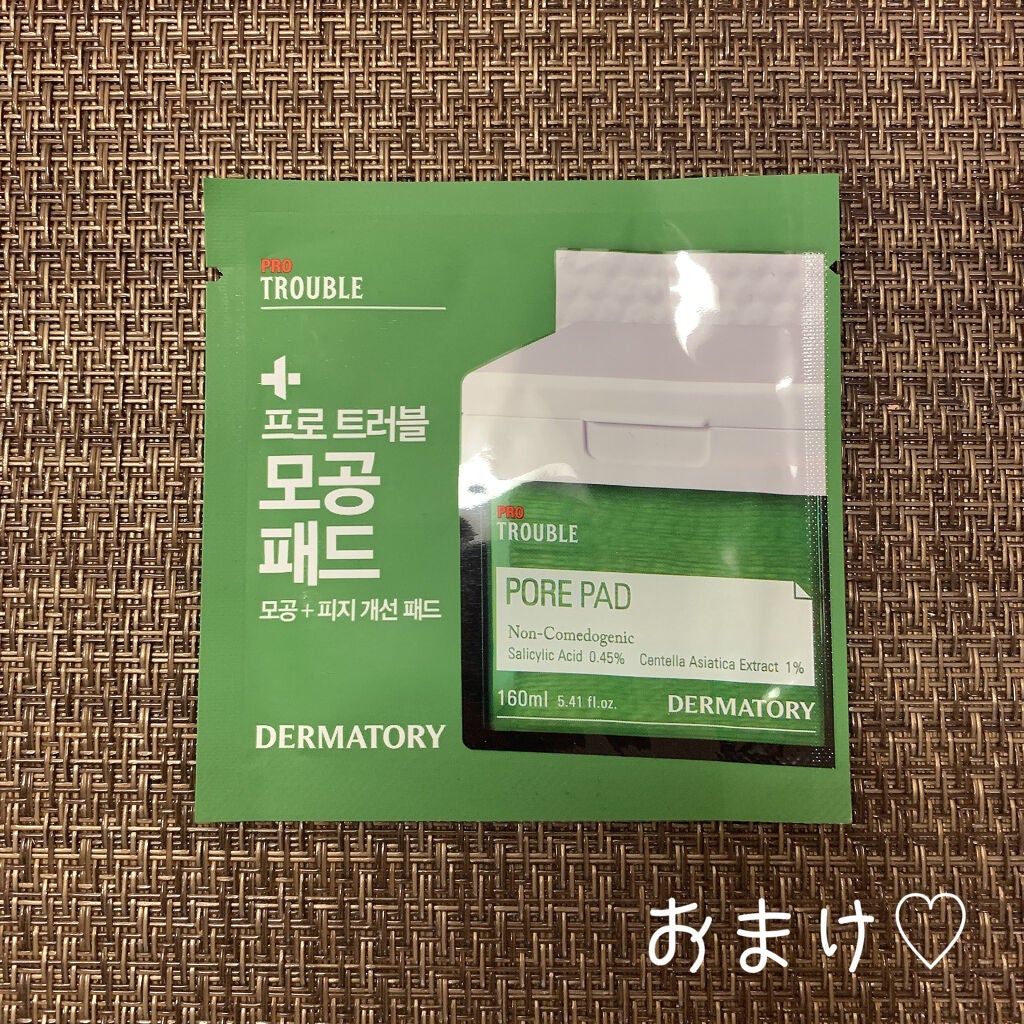 PRO
TROUBLE
+
프로 트러블
모공
패드
모공 + 피지 개선 패드
DERMATORY
PRO
TROUBLE
PORE PAD
Non-Comedogenic
Salicylic Acid 0.45% Centella Asiatica Extract 1%
160ml 5.41 fl.oz. DERMATORY
おまけ♡